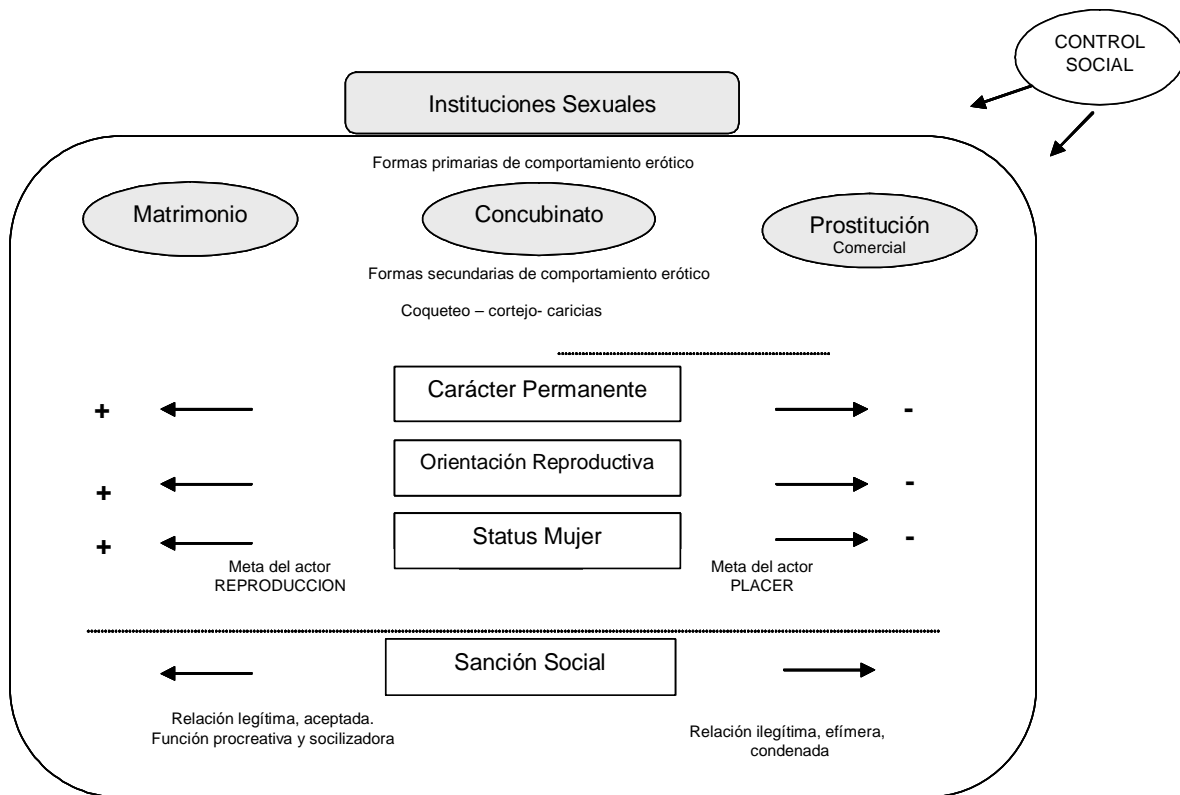 CONTROL
SOCIAL
Instituciones Sexuales
Formas primarias de comportamiento erótico
Matrimonio
Concubinato
Prostitución
Comercial
Formas secundarias de comportamiento erótico
Coqueteo – cortejo- caricias
Carácter Permanente
+
-
Orientación Reproductiva
+
-
Status Mujer
+
-
Meta del actor
REPRODUCCION
Meta del actor
PLACER
Sanción Social
Relación legítima, aceptada.
Función procreativa y socilizadora
Relación ilegítima, efímera,
condenada